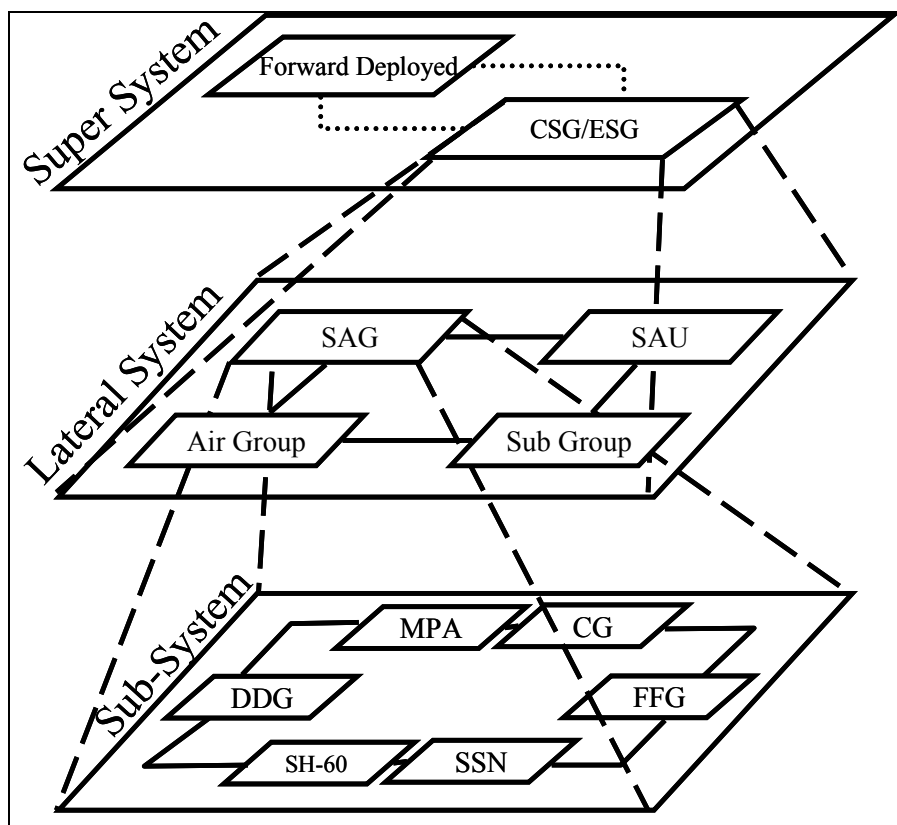 Super System
Forward Deployed
CSG/ESG
Lateral System
SAG
SAU
Air Group
Sub Group
Sub-System
MPA
CG
DDG
FFG
SH-60
SSN